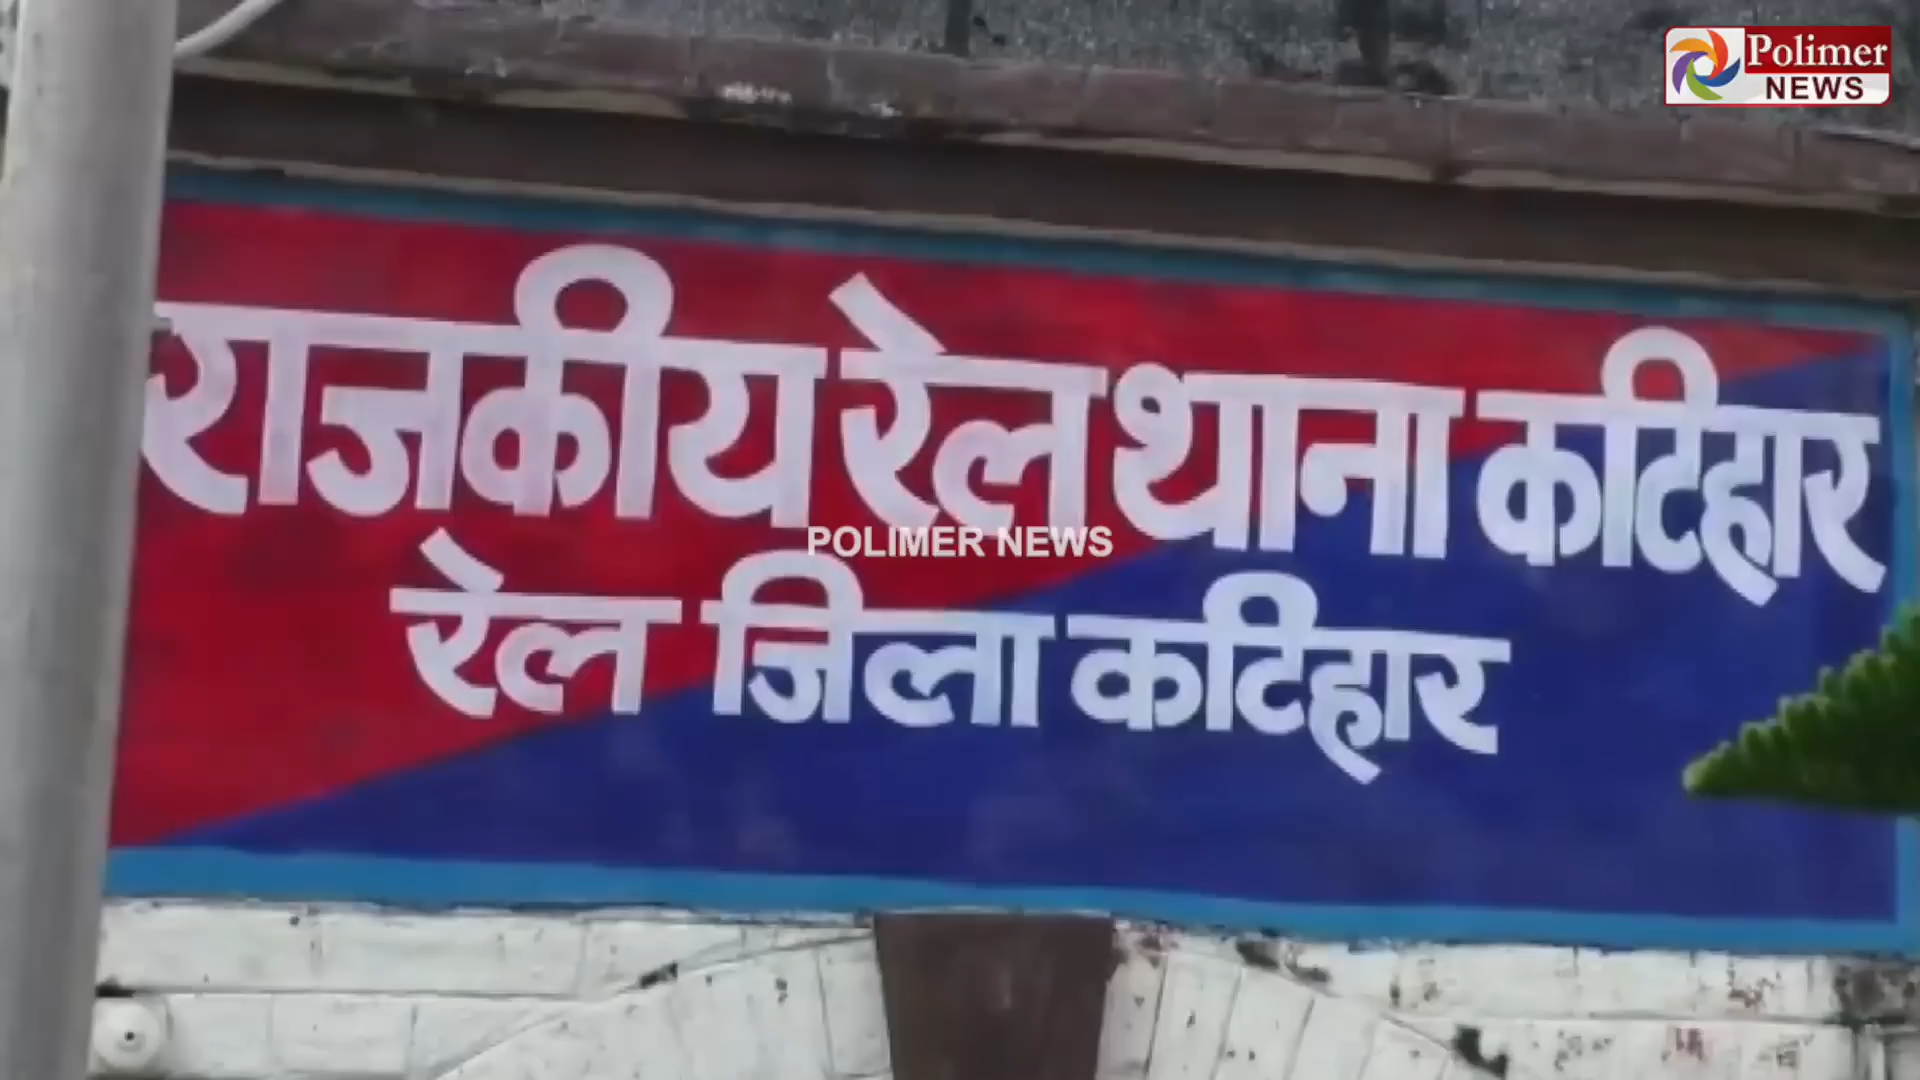 Polimer
NEWS
राजकीय रेल थाना कटिहार
POLIMER NEWS
रेल जिला कटिहार